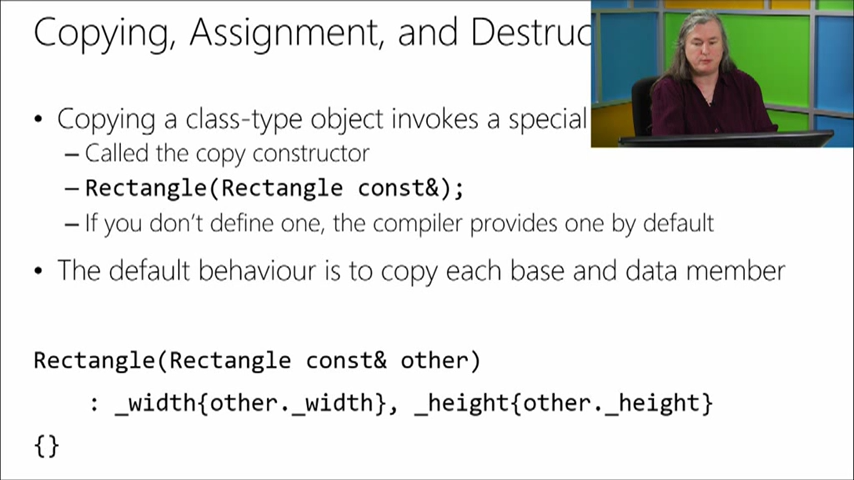 Copying, Assignment, and Destruc
• Copying a class-type object invokes a special
– Called the copy constructor
– Rectangle(Rectangle const&);
– If you don't define one, the compiler provides one by default
• The default behaviour is to copy each base and data member
Rectangle(Rectangle const& other)
: _width{other._width}, _height{other._height}
{}